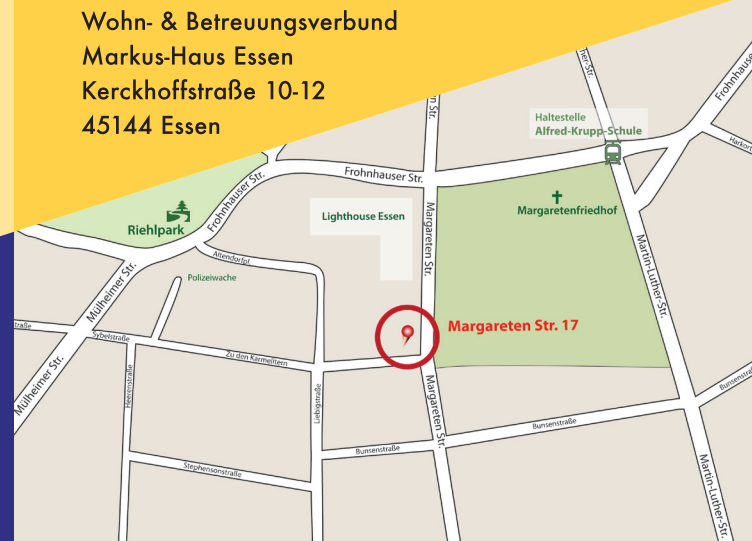 Wohn- & Betreuungsverbund
Markus-Haus Essen
Kerckhoffstraße 10-12
45144 Essen
Haltestelle
Alfred-Krupp-Schule
Frohnhauser Str.
Frohnhauser Str.
Riehlpark
Lighthouse Essen
Margareten Str.
Margaretenfriedhof
Altendorfpl.
Polizeiwache
Mülheimer Str.
Martin-Luther-Str.
Margareten Str. 17
Sybelstraße
Zu den Karmelitern
Mülheimer Str.
Heerenstraße
Liebigstraße
Margareten Str.
Bunsenstraße
Bunsenstraße
Stephensonstraße
Martin-Luther-Str.